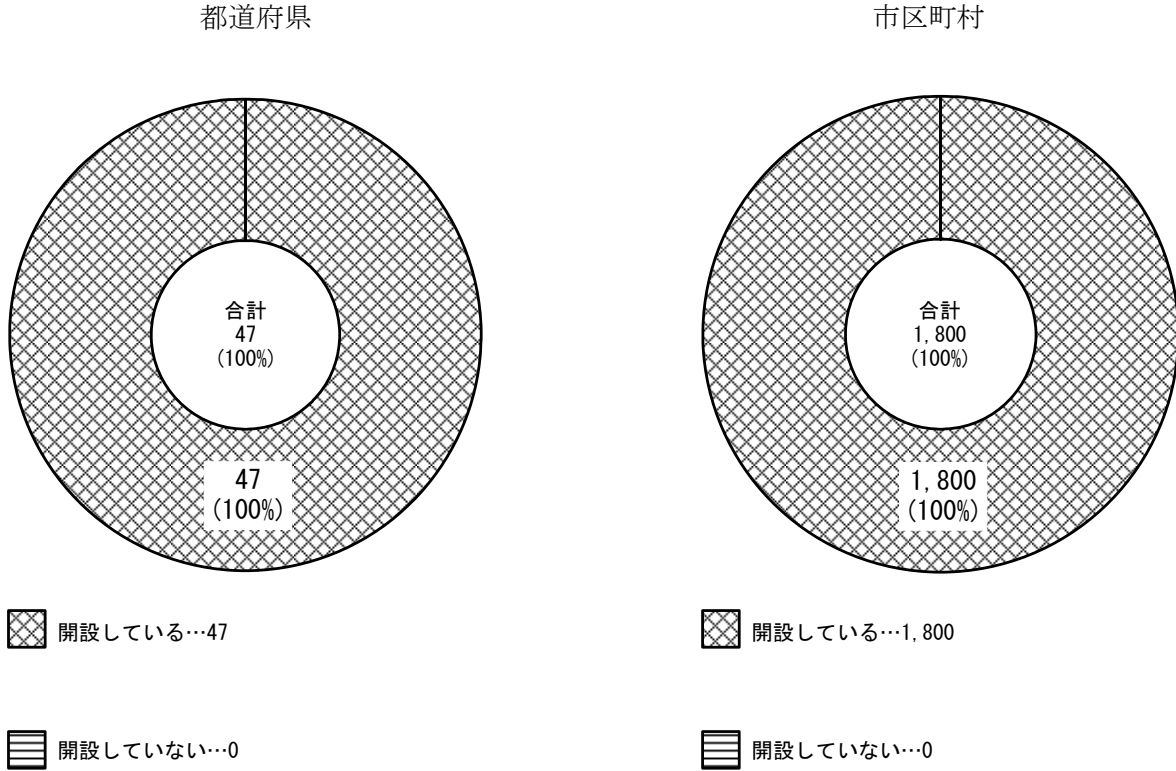 都道府県
合計
47
(100%)
47
(100%)
開設している…47
開設していない…0
市区町村
合計
1,800
(100%)
1,800
(100%)
開設している…1,800
開設していない…0